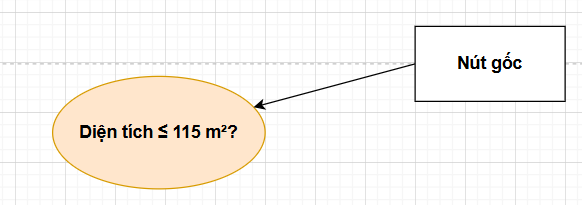 Nút gốc
Diện tích ≤ 115 m²?